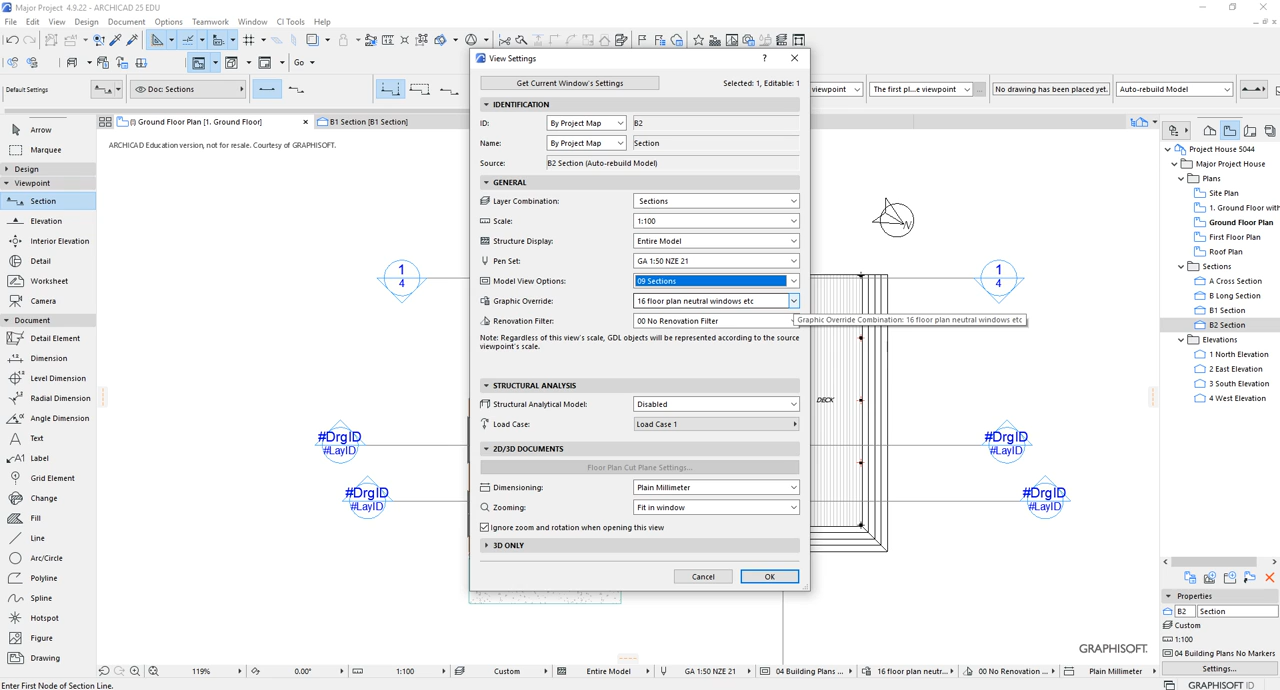 Major Project 4.9.22 - ARCHICAD 25 EDU
File Edit View Design Document Options Teamwork Window CI Tools Help
Go
Default Settings
Doc: Sections
viewpoint
The first pl...e viewpoint
...
No drawing has been placed yet.
Auto-rebuild Model
(!) Ground Floor Plan [1. Ground Floor]
B1 Section [B1 Section]
ARCHICAD Education version, not for resale. Courtesy of GRAPHISOFT.
Arrow
Marquee
Design
Viewpoint
Section
Elevation
Interior Elevation
Detail
Worksheet
Camera
Document
Detail Element
Dimension
Level Dimension
Radial Dimension
Angle Dimension
Text
Label
Grid Element
Change
Fill
Line
Arc/Circle
Polyline
Spline
Hotspot
Figure
Drawing
1
4
#DrgID
#LayID
#DrgID
#LayID
View Settings
?
Get Current Window's Settings
Selected: 1, Editable: 1
IDENTIFICATION
ID: By Project Map B2
Name: By Project Map Section
Source: B2 Section (Auto-rebuild Model)
GENERAL
Layer Combination: Sections
Scale: 1:100
Structure Display: Entire Model
Pen Set: GA 1:50 NZE 21
Model View Options: 09 Sections
Graphic Override: 16 floor plan neutral windows etc
Graphic Override Combination: 16 floor plan neutral windows etc
Renovation Filter: 00 No Renovation Filter
Note: Regardless of this view's scale, GDL objects will be represented according to the source
viewpoint's scale.
STRUCTURAL ANALYSIS
Structural Analytical Model: Disabled
Load Case: Load Case 1
2D/3D DOCUMENTS
Floor Plan Cut Plane Settings...
Dimensioning: Plain Millimeter
Zooming: Fit in window
Ignore zoom and rotation when opening this view
3D ONLY
Cancel
OK
N
1
4
DECK
#DrgID
#LayID
#DrgID
#LayID
GRAPHISOFT.
Project House 5044
Major Project House
Plans
Site Plan
1. Ground Floor with
Ground Floor Plan
First Floor Plan
Roof Plan
Sections
A Cross Section
B Long Section
B1 Section
B2 Section
Elevations
1 North Elevation
2 East Elevation
3 South Elevation
4 West Elevation
Properties
B2 Section
Custom
1:100
04 Building Plans No Markers
Settings...
119% 0.00° 1:100 Custom Entire Model GA 1:50 NZE 21 04 Building Plans ... 16 floor plan neutr... 00 No Renovation ... Plain Millimeter
Enter First Node of Section Line.
GRAPHISOFT ID